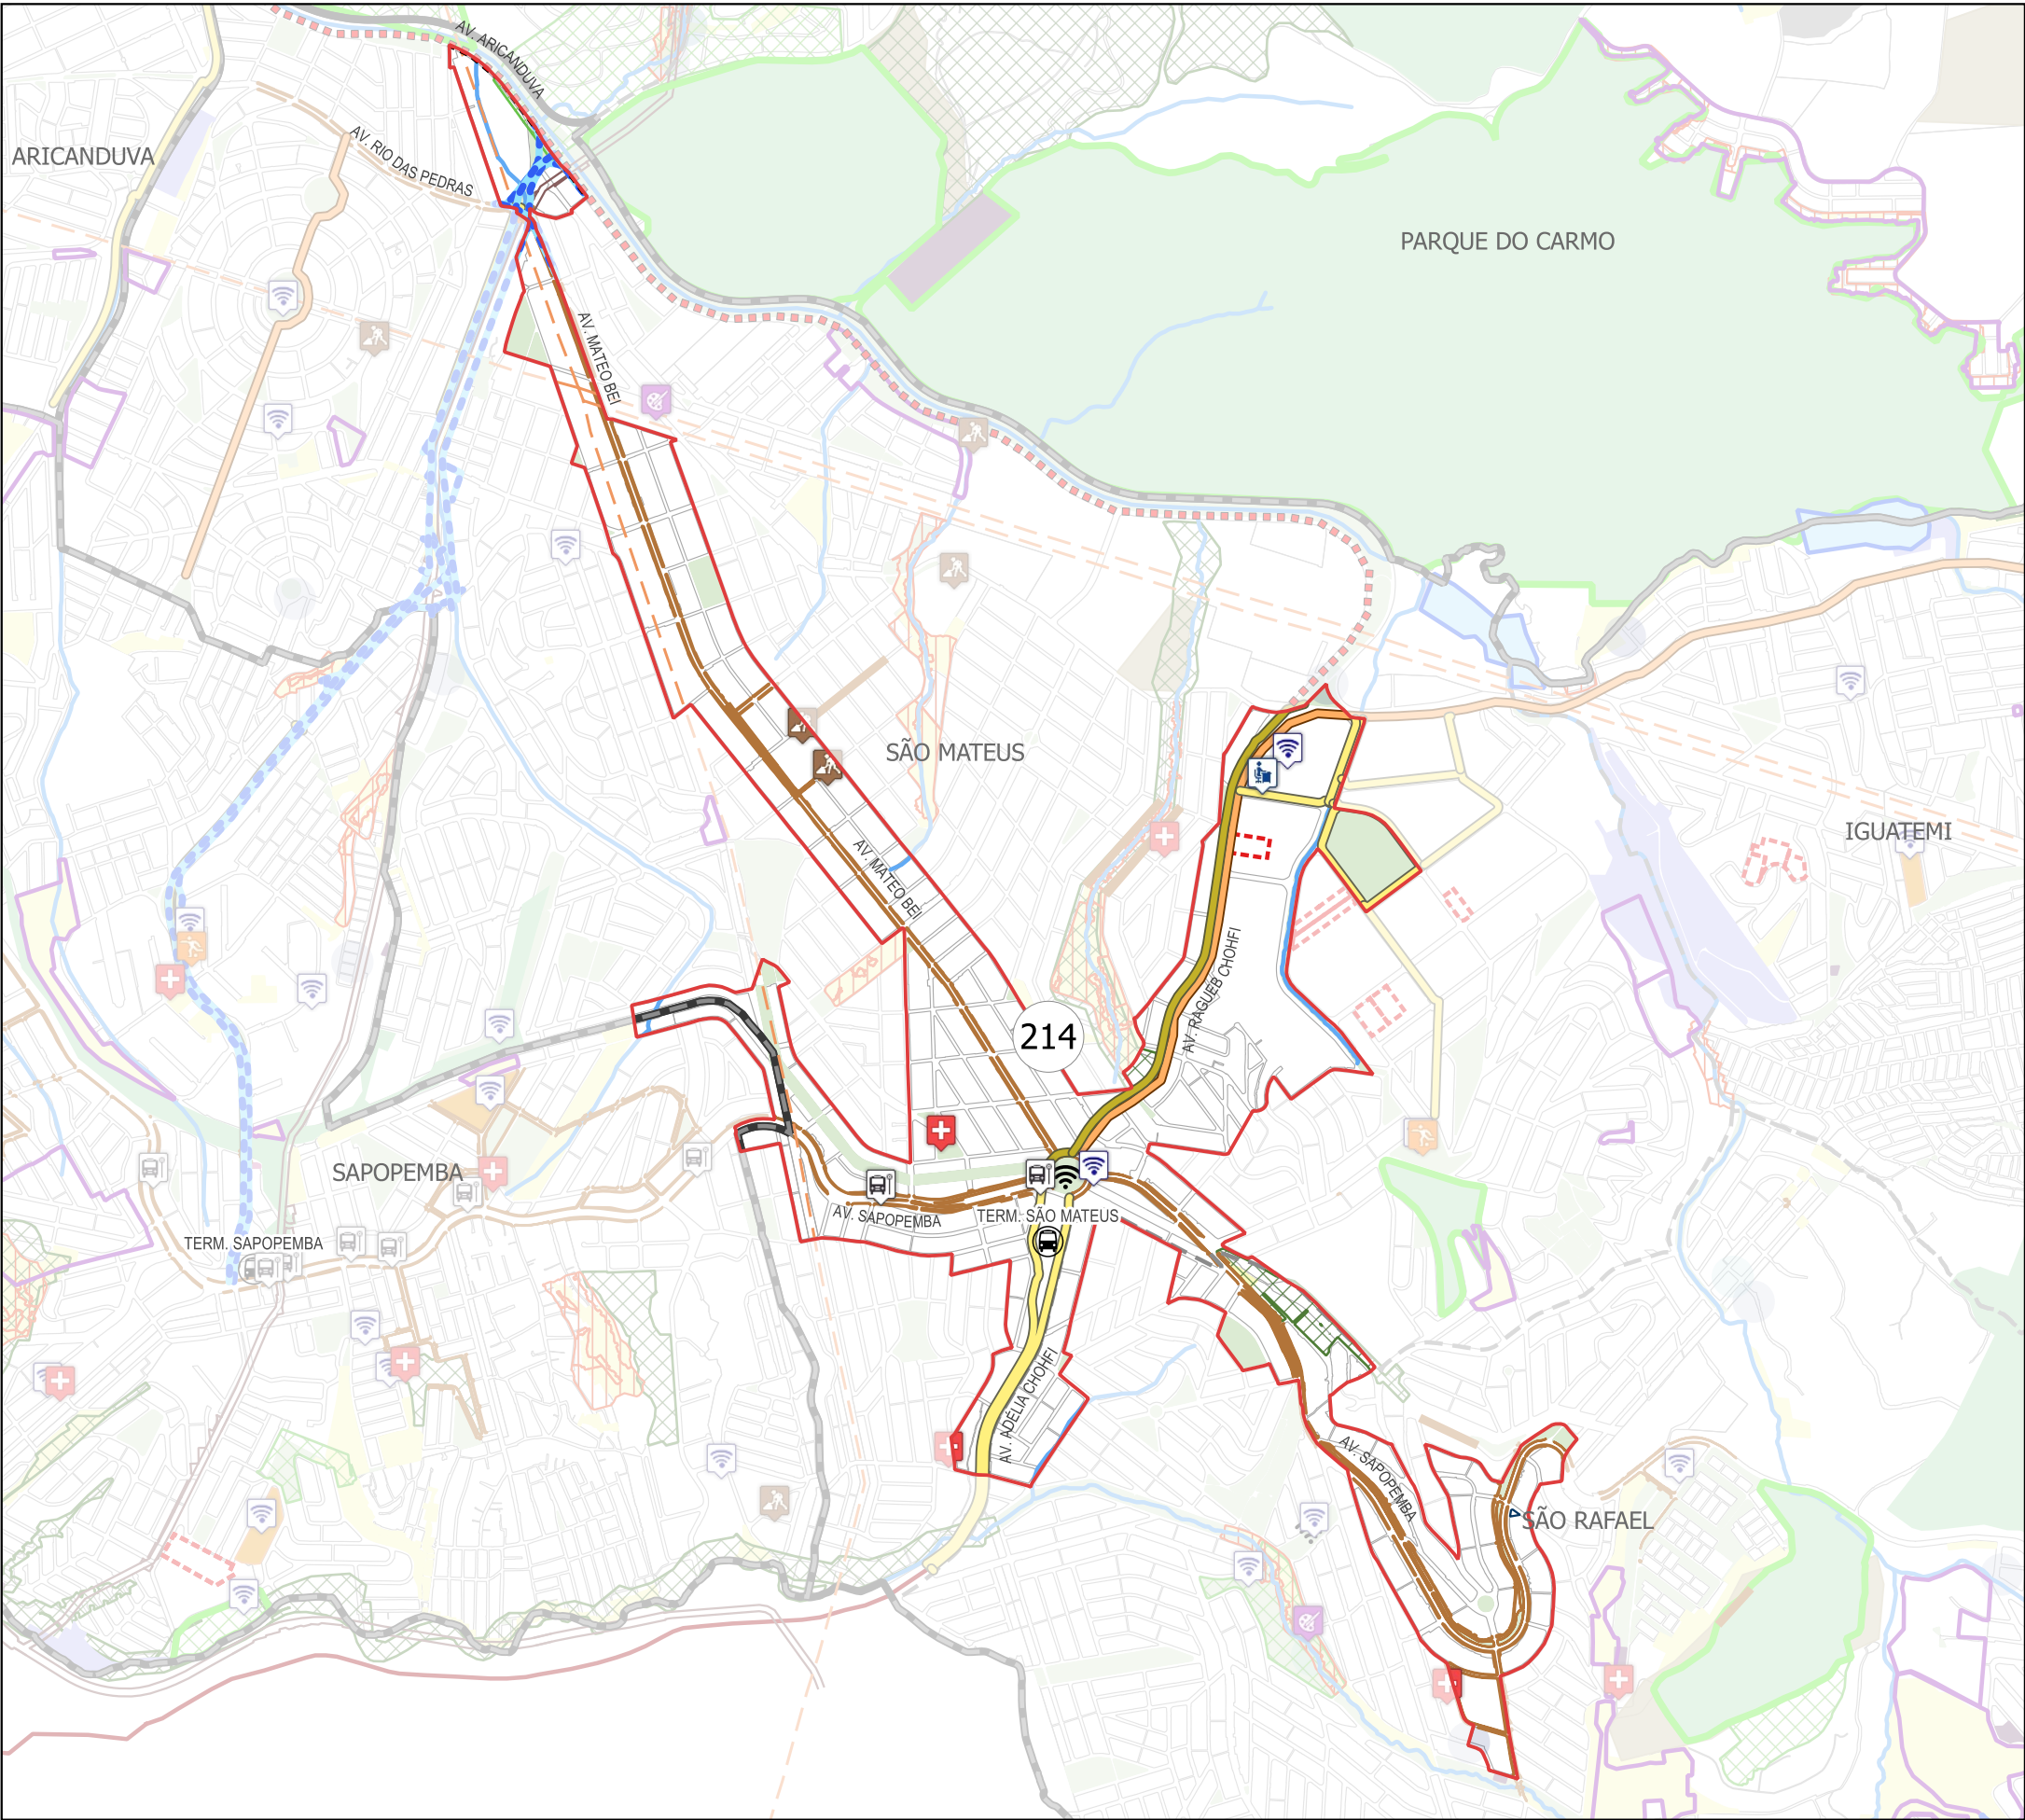 AV. ARICANDUVA
ARICANDUVA
AV. RIO DAS PEDRAS
PARQUE DO CARMO
AV. MATEO BEI
SÃO MATEUS
IGUATEMI
AV. MATEO BEI
AV. RAGUEB CHOHFI
214
SAPOPEMBA
AV. SAPOPEMBA
TERM. SÃO MATEUS
TERM. SAPOPEMBA
AV. ADÉLIA CHOHFI
AV. SAPOPEMBA
SÃO RAFAEL